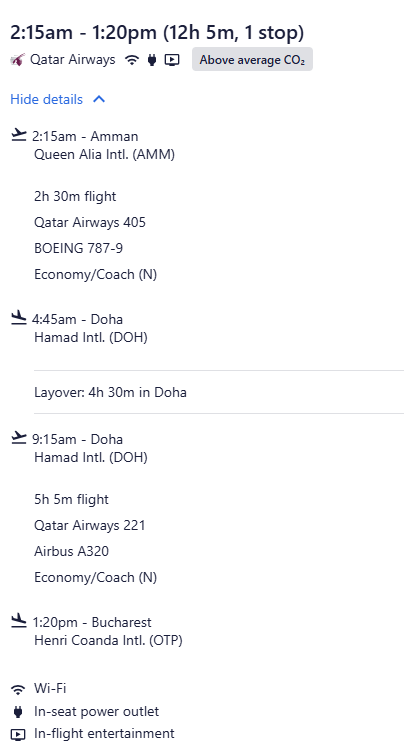 2:15am - 1:20pm (12h 5m, 1 stop)
Qatar Airways Above average CO₂
Hide details
2:15am - Amman
Queen Alia Intl. (AMM)
2h 30m flight
Qatar Airways 405
BOEING 787-9
Economy/Coach (N)
4:45am - Doha
Hamad Intl. (DOH)
Layover: 4h 30m in Doha
9:15am - Doha
Hamad Intl. (DOH)
5h 5m flight
Qatar Airways 221
Airbus A320
Economy/Coach (N)
1:20pm - Bucharest
Henri Coanda Intl. (OTP)
Wi-Fi
In-seat power outlet
In-flight entertainment